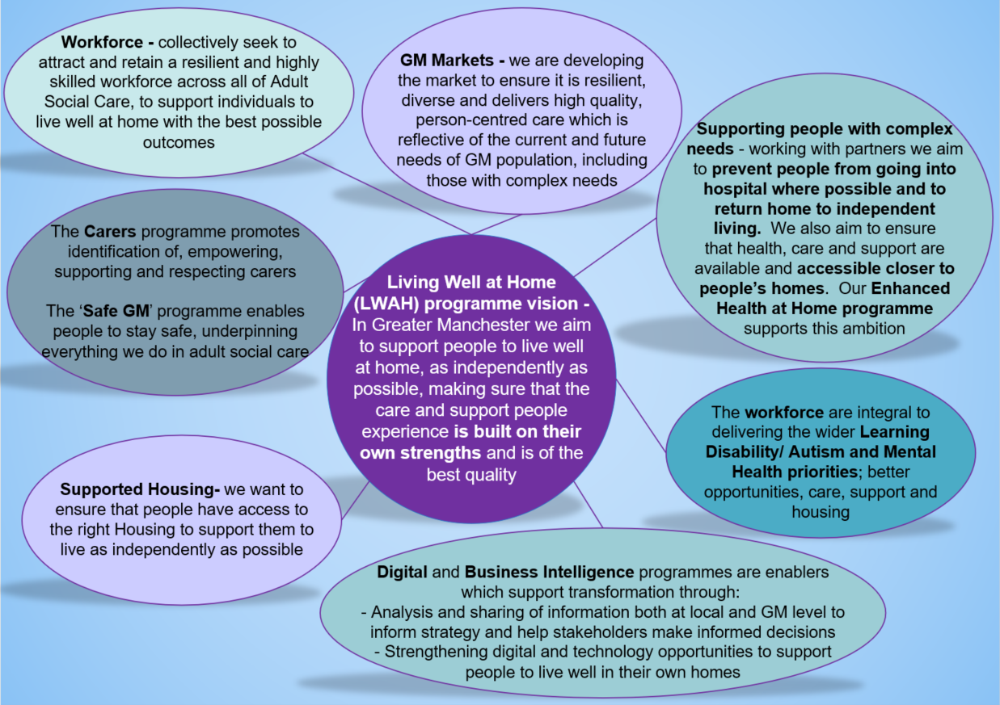 Workforce - collectively seek to
attract and retain a resilient and highly
skilled workforce across all of Adult
Social Care, to support individuals to
live well at home with the best possible
outcomes
GM Markets - we are developing
the market to ensure it is resilient,
diverse and delivers high quality,
person-centred care which is
reflective of the current and future
needs of GM population, including
those with complex needs
Supporting people with complex
needs - working with partners we aim
to prevent people from going into
hospital where possible and to
return home to independent
living. We also aim to ensure
that health, care and support are
available and accessible closer to
people's homes. Our Enhanced
Health at Home programme
supports this ambition
The Carers programme promotes
identification of, empowering,
supporting and respecting carers
The 'Safe GM' programme enables
people to stay safe, underpinning
everything we do in adult social care
Living Well at Home
(LWAH) programme vision -
In Greater Manchester we aim
to support people to live well
at home, as independently as
possible, making sure that the
care and support people
experience is built on their
own strengths and is of the
best quality
The workforce are integral to
delivering the wider Learning
Disability/ Autism and Mental
Health priorities; better
opportunities, care, support and
housing
Supported Housing- we want to
ensure that people have access to
the right Housing to support them to
live as independently as possible
Digital and Business Intelligence programmes are enablers
which support transformation through:
- Analysis and sharing of information both at local and GM level to
inform strategy and help stakeholders make informed decisions
- Strengthening digital and technology opportunities to support
people to live well in their own homes